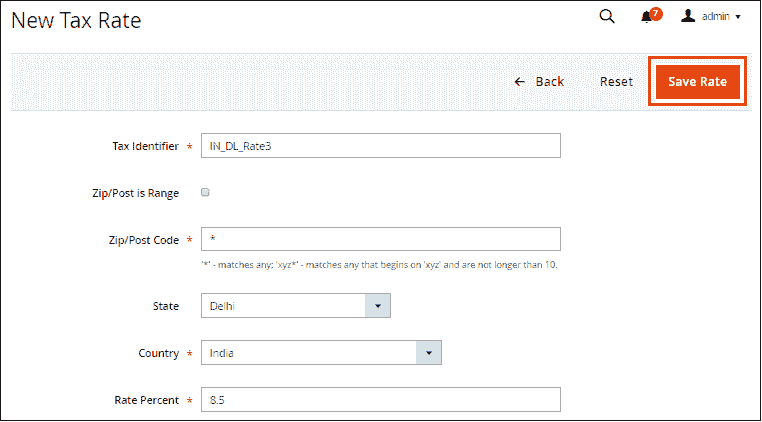 New Tax Rate
7
admin
← Back
Reset
Save Rate
Tax Identifier *
IN_DL_Rate3
Zip/Post is Range
Zip/Post Code *
*
'*' - matches any; 'xyz*' - matches any that begins on 'xyz' and are not longer than 10.
State
Delhi
Country *
India
Rate Percent *
8.5